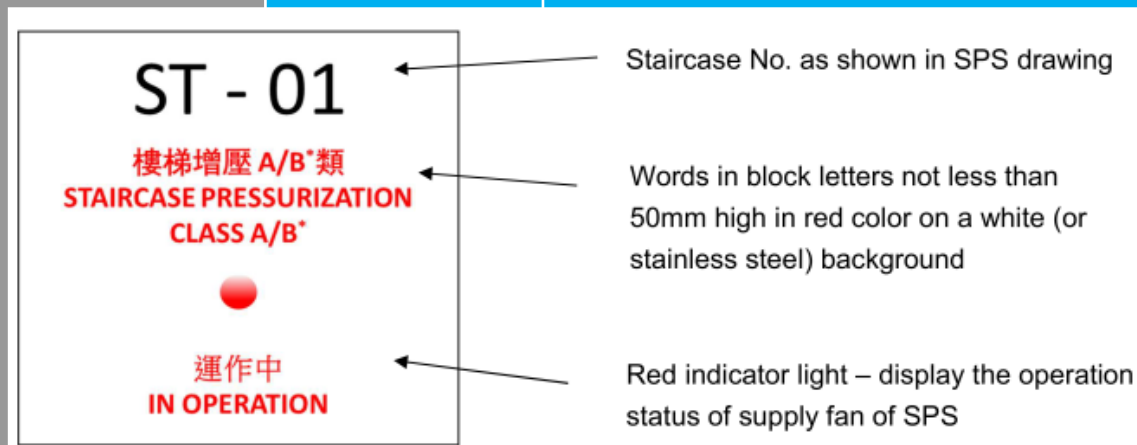 ST - 01
樓梯增壓 A/B*類
STAIRCASE PRESSURIZATION
CLASS A/B*
運作中
IN OPERATION
Staircase No. as shown in SPS drawing
Words in block letters not less than
50mm high in red color on a white (or
stainless steel) background
Red indicator light – display the operation
status of supply fan of SPS